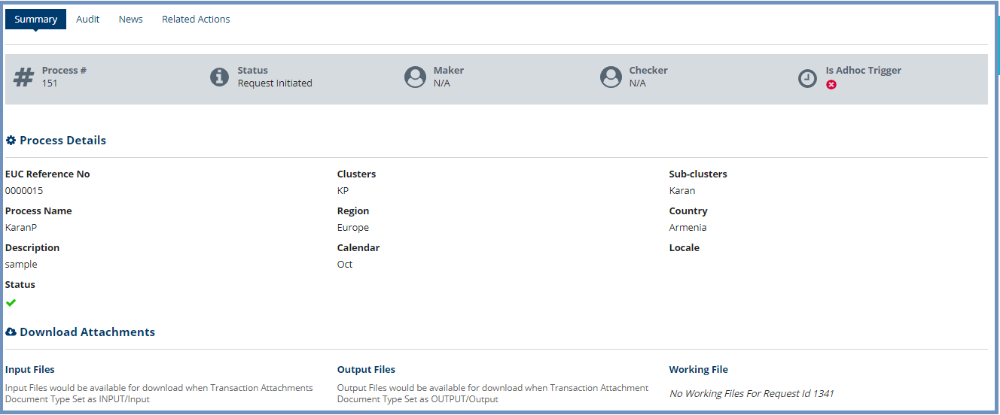 Summary Audit News Related Actions
Process # Status Maker Checker Is Adhoc Trigger
151 Request Initiated N/A N/A
Process Details
EUC Reference No Clusters Sub-clusters
0000015 KP Karan
Process Name Region Country
KaranP Europe Armenia
Description Calendar Locale
sample Oct
Status
Download Attachments
Input Files Output Files Working File
Input Files would be available for download when Transaction Attachments
Document Type Set as INPUT/Input
Output Files would be available for download when Transaction Attachment
Document Type Set as OUTPUT/Output
No Working Files For Request Id 1341